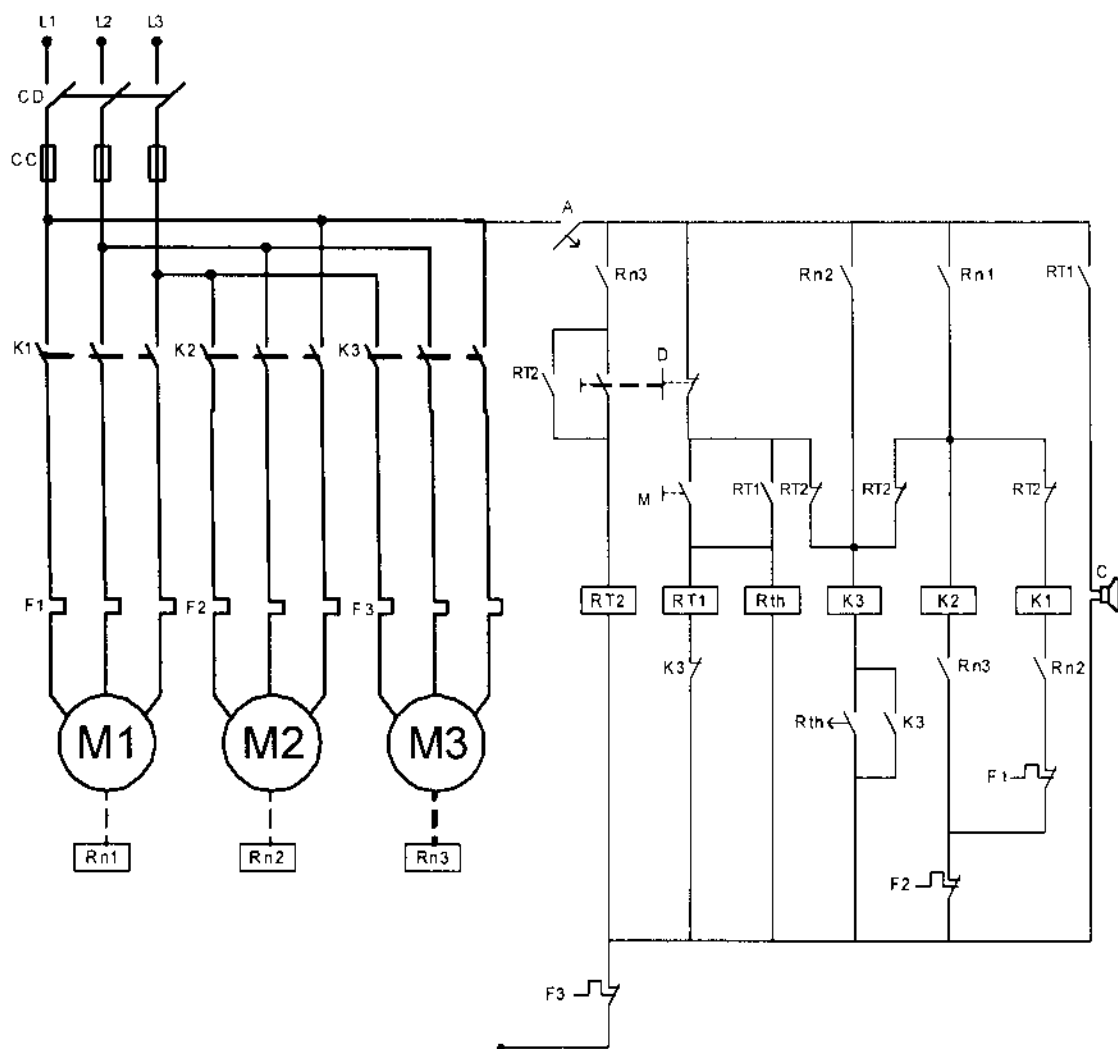 L1 L2 L3
CD
CC
A
Rn3 Rn2 Rn1 RT1
K1 K2 K3
D
RT2
M RT1 RT2 RT2 RT2
C
F1 F2 F3 RT2 RT1 Rth K3 K2 K1
K3 Rn3 Rn2
Rth K3
M1 M2 M3
F1
Rn1 Rn2 Rn3
F2
F3